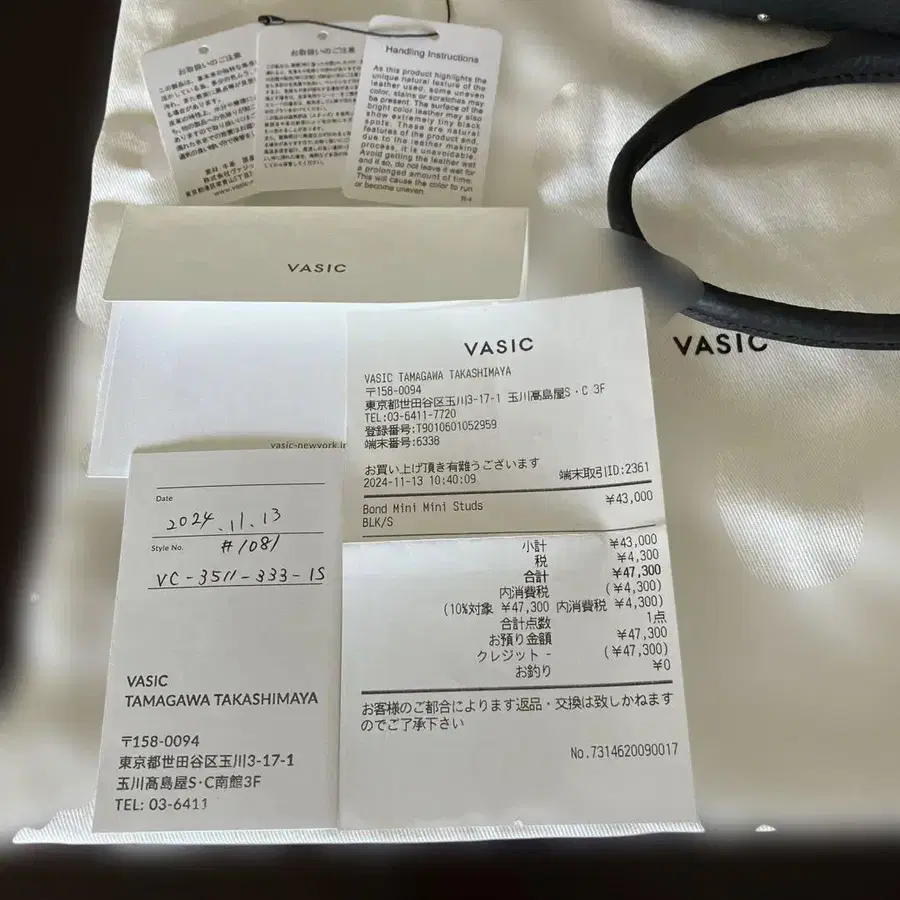 お取扱いのご注意
お取扱いのご注意
Handling Instructions
As this product highlights the
unique natural texture of the
leather used, some uneven
color, stains or scratches may
be present. The surface of the
bright color leather may also
show extremely tiny black
spots. These are natural
features of the product and,
due to the leather making
process, it is unavoidable.
Avoid getting the leather wet
and if so, do not leave it wet for
a prolonged amount of time.
This will cause the color to run
or become uneven.
VASIC
VASIC
vasic-newyork.
VASIC
VASIC TAMAGAWA TAKASHIMAYA
〒158-0094
東京都世田谷区玉川3-17-1 玉川髙島屋S・C 3F
TEL:03-6411-7720
登録番号:T9010601052959
端末番号:6338
お買い上げ頂き有難うございます
2024-11-13 10:40:09 端末取引ID:2361
Bond Mini Mini Studs ¥43,000
BLK/S
小計 ¥43,000
税 ¥4,300
合計 ¥47,300
内消費税 (¥4,300)
(10%対象 ¥47,300 内消費税 ¥4,300)
合計点数 1点
お預り金額 ¥47,300
クレジット - (¥47,300)
お釣り ¥0
お客様のご都合によります返品・交換は致しかねます
のでご了承下さい
No.7314620090017
Date
2024.11.13
Style No. #1081
VC-3511-333-1S
VASIC
TAMAGAWA TAKASHIMAYA
〒158-0094
東京都世田谷区玉川3-17-1
玉川髙島屋S・C南館3F
TEL: 03-6411